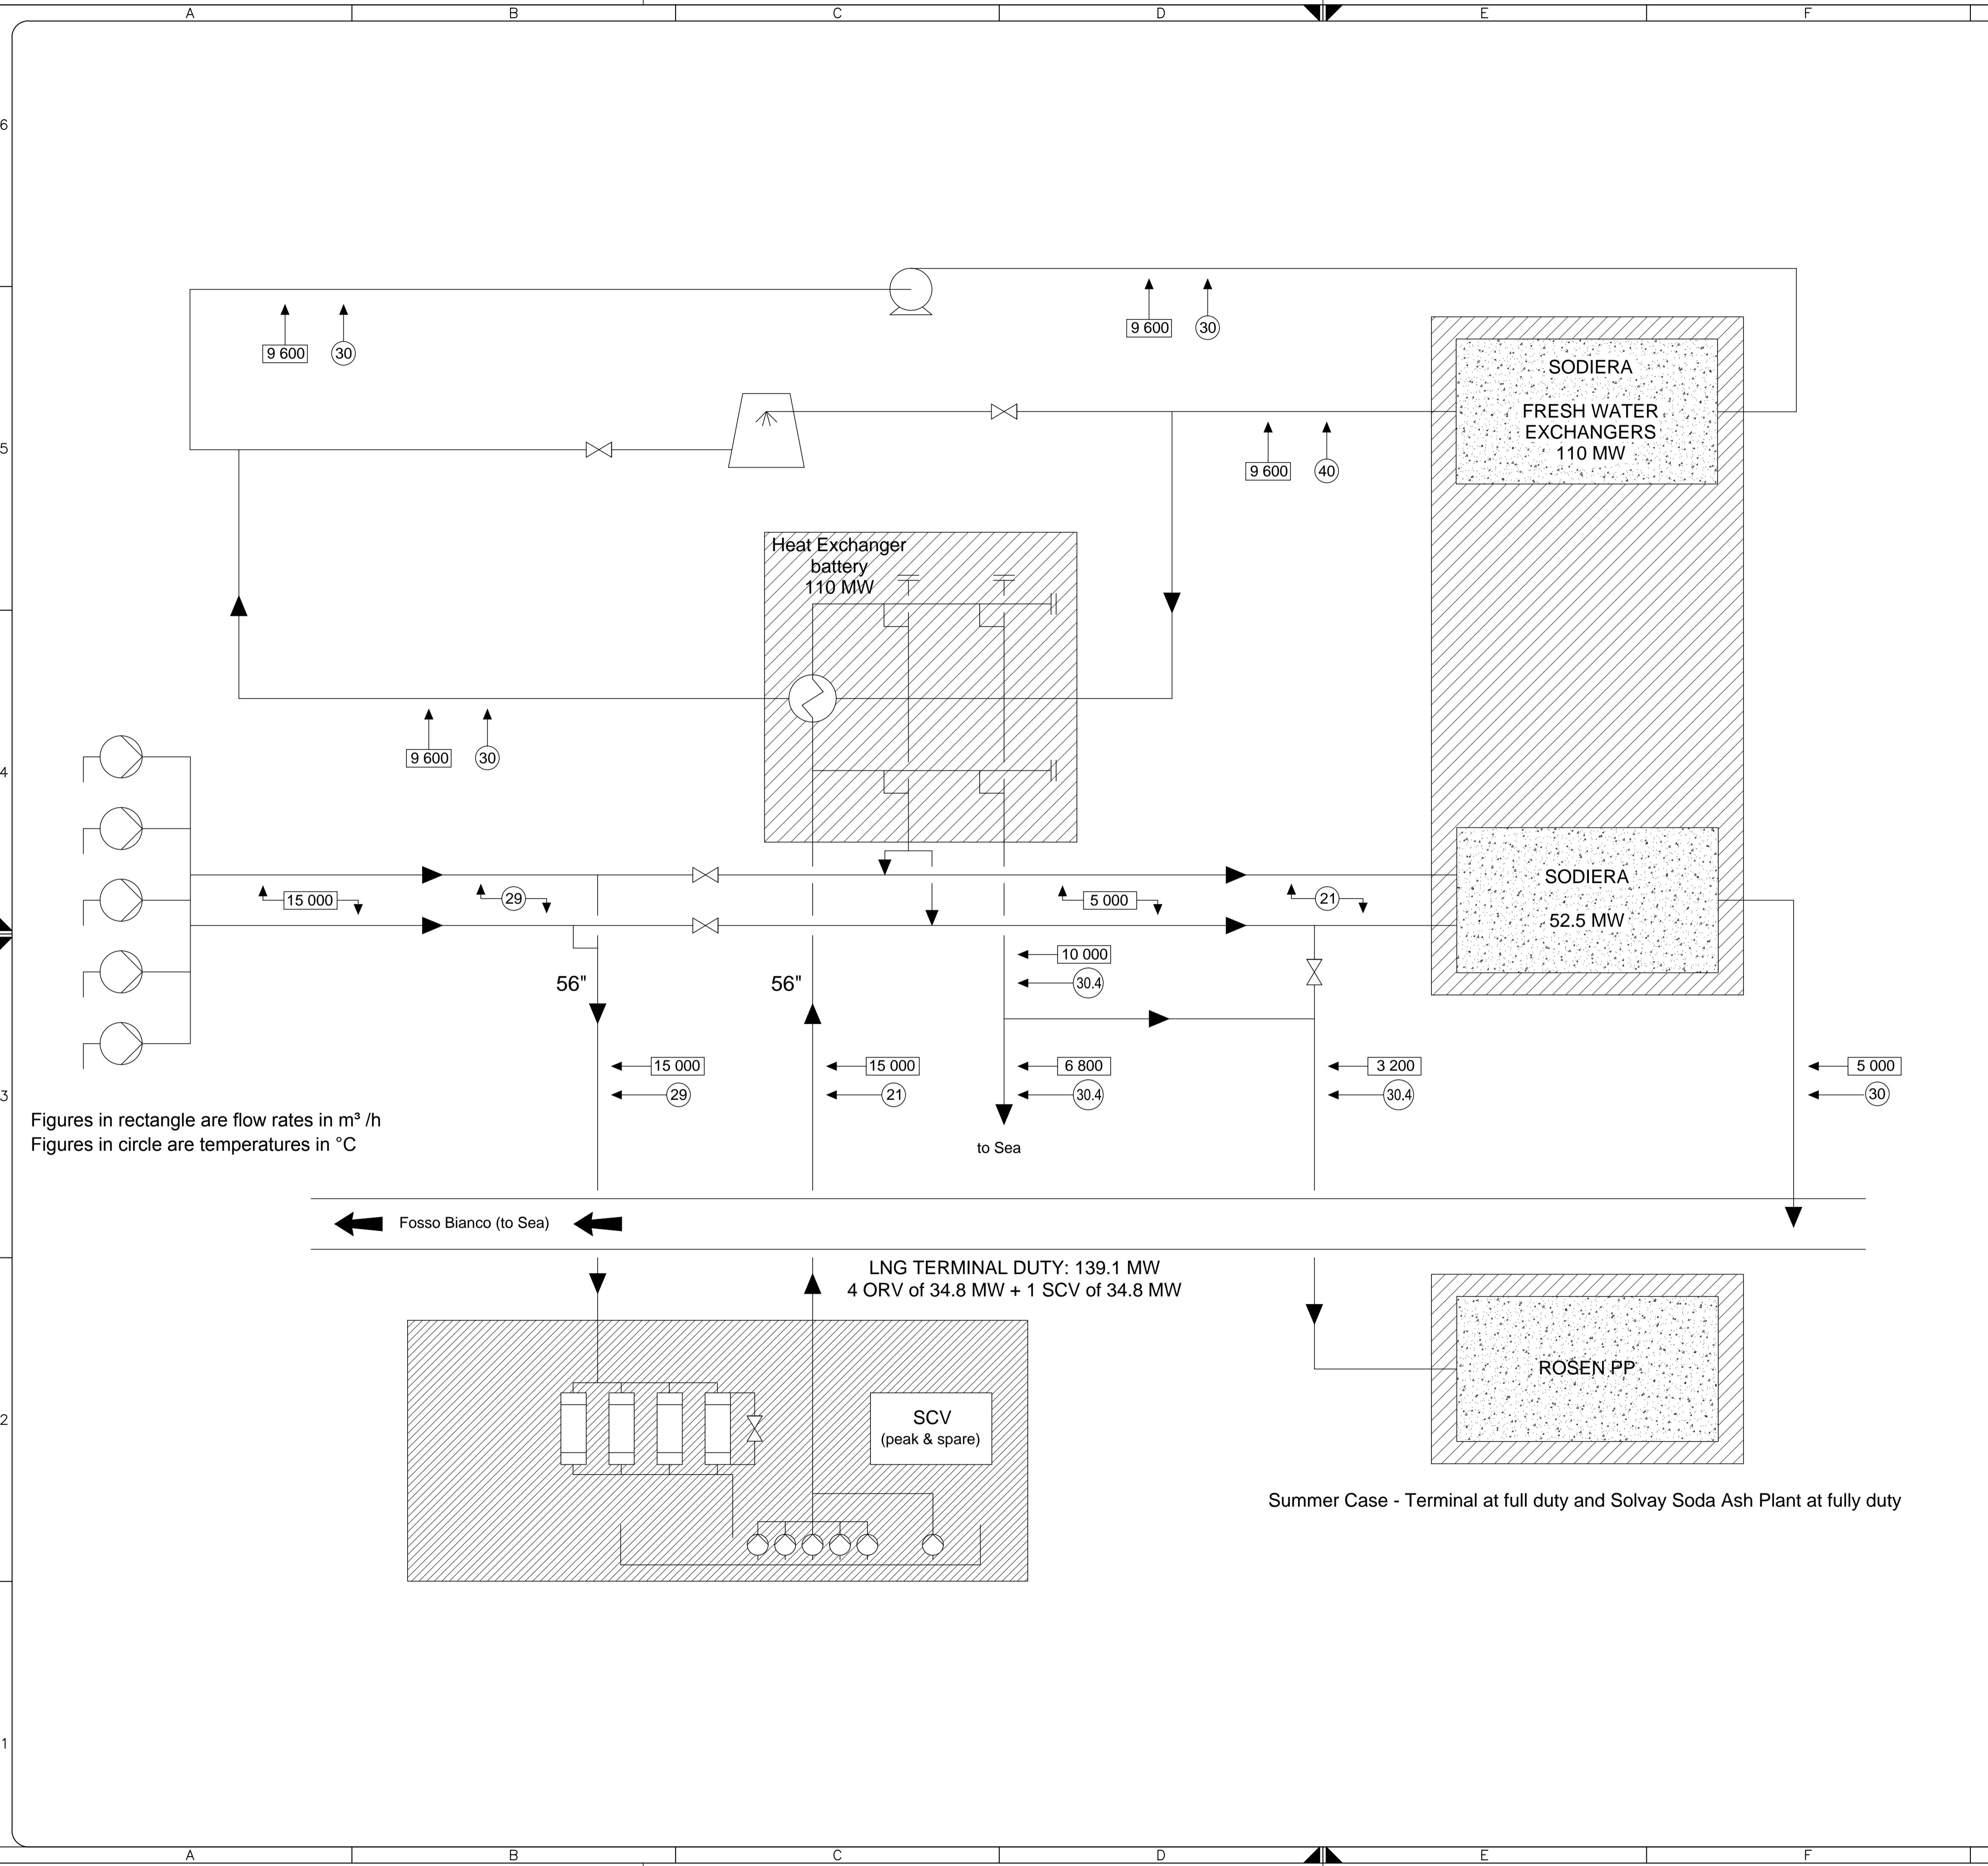 A B C D E F
6
9 600 30
9 600 30
SODIERA
FRESH WATER
EXCHANGERS
110 MW
5
9 600 40
Heat Exchanger
battery
110 MW
9 600 30
4
15 000 29 5 000 21
SODIERA
52.5 MW
10 000
30.4
56" 56"
15 000 15 000 6 800 3 200 5 000
29 21 30.4 30.4 30
3
Figures in rectangle are flow rates in m³ /h
Figures in circle are temperatures in °C
to Sea
Fosso Bianco (to Sea)
LNG TERMINAL DUTY: 139.1 MW
4 ORV of 34.8 MW + 1 SCV of 34.8 MW
ROSEN PP
2
SCV
(peak & spare)
Summer Case - Terminal at full duty and Solvay Soda Ash Plant at fully duty
1
A B C D E F